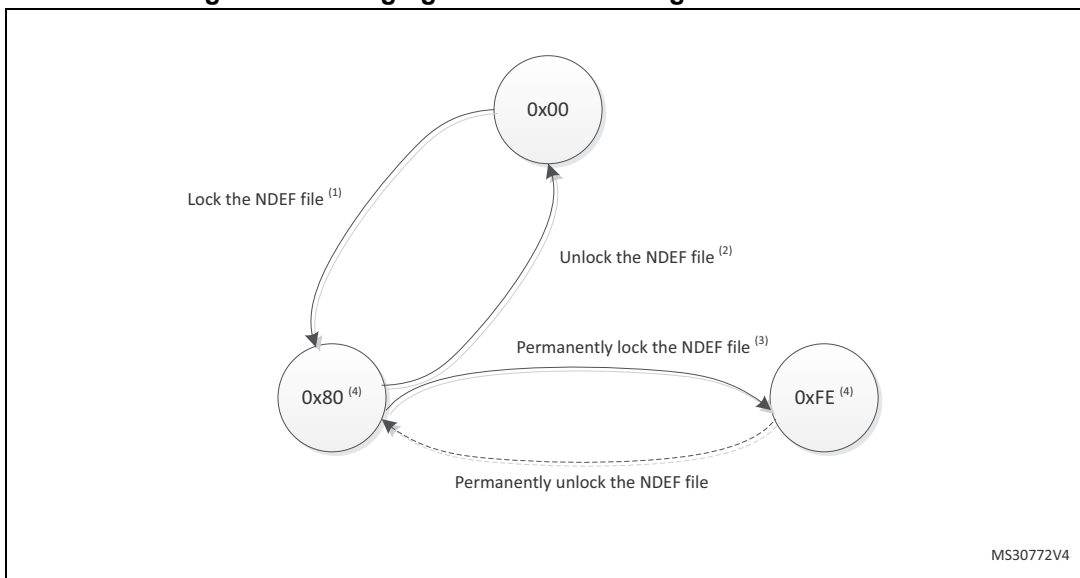 0x00
Lock the NDEF file (1)
Unlock the NDEF file (2)
Permanently lock the NDEF file (3)
0x80 (4)
0xFE (4)
Permanently unlock the NDEF file
MS30772V4